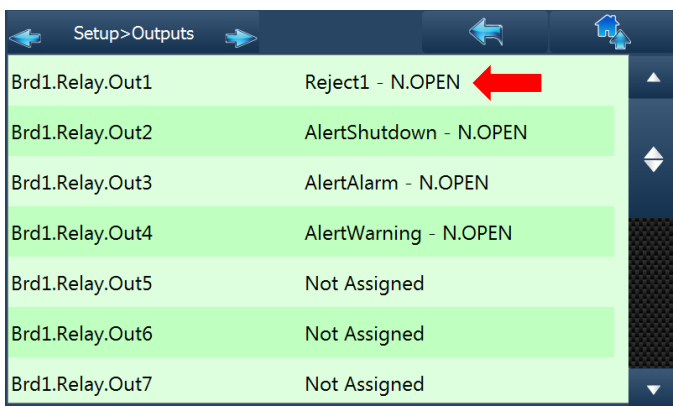 Setup>Outputs
Brd1.Relay.Out1 Reject1 - N.OPEN
Brd1.Relay.Out2 AlertShutdown - N.OPEN
Brd1.Relay.Out3 AlertAlarm - N.OPEN
Brd1.Relay.Out4 AlertWarning - N.OPEN
Brd1.Relay.Out5 Not Assigned
Brd1.Relay.Out6 Not Assigned
Brd1.Relay.Out7 Not Assigned